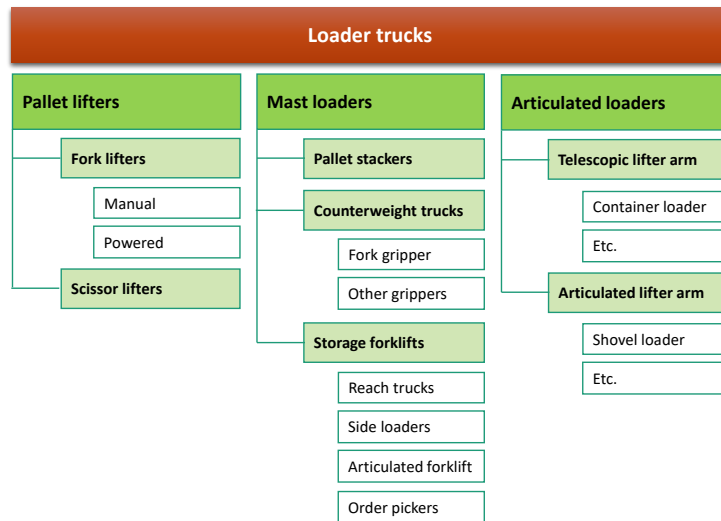 Loader trucks
Pallet lifters
Fork lifters
Manual
Powered
Scissor lifters
Mast loaders
Pallet stackers
Counterweight trucks
Fork gripper
Other grippers
Storage forklifts
Reach trucks
Side loaders
Articulated forklift
Order pickers
Articulated loaders
Telescopic lifter arm
Container loader
Etc.
Articulated lifter arm
Shovel loader
Etc.